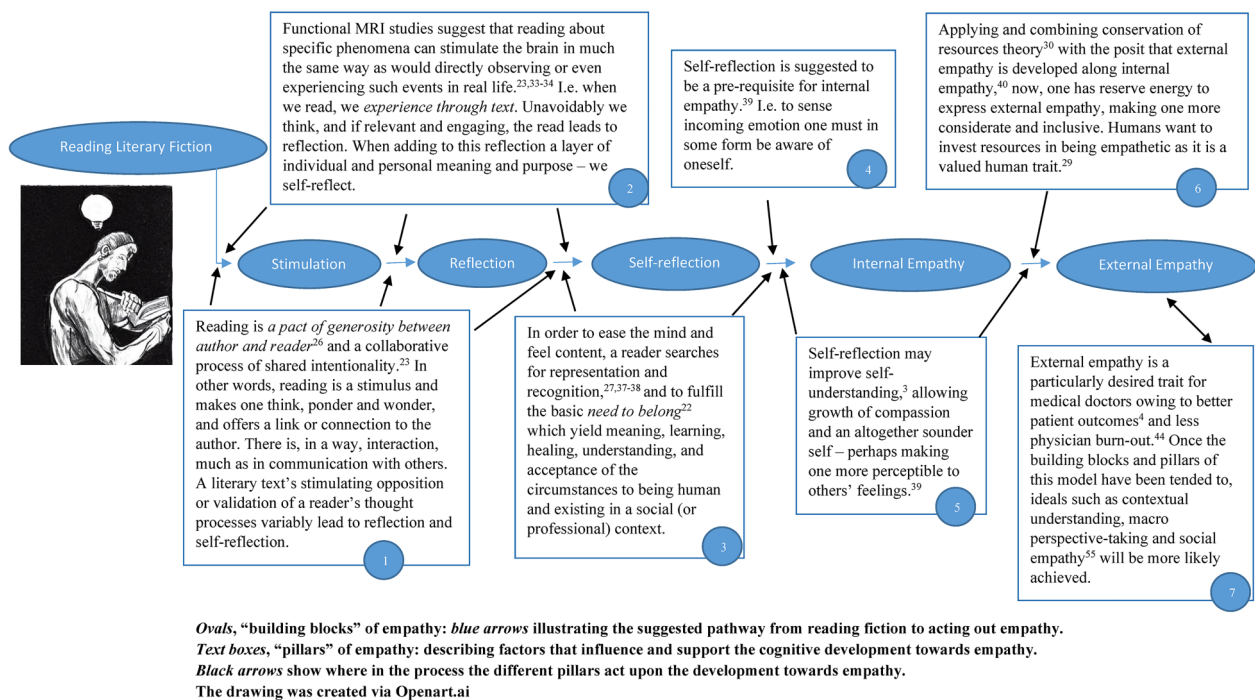 Functional MRI studies suggest that reading about
specific phenomena can stimulate the brain in much
the same way as would directly observing or even
experiencing such events in real life.23,33-34 I.e. when
we read, we experience through text. Unavoidably we
think, and if relevant and engaging, the read leads to
reflection. When adding to this reflection a layer of
individual and personal meaning and purpose – we
self-reflect.
2
Self-reflection is suggested to
be a pre-requisite for internal
empathy.39 I.e. to sense
incoming emotion one must in
some form be aware of
oneself.
4
Applying and combining conservation of
resources theory30 with the posit that external
empathy is developed along internal
empathy,40 now, one has reserve energy to
express external empathy, making one more
considerate and inclusive. Humans want to
invest resources in being empathetic as it is a
valued human trait.29
6
Reading Literary Fiction
Stimulation
Reflection
Self-reflection
Internal Empathy
External Empathy
Reading is a pact of generosity between
author and reader26 and a collaborative
process of shared intentionality.23 In
other words, reading is a stimulus and
makes one think, ponder and wonder,
and offers a link or connection to the
author. There is, in a way, interaction,
much as in communication with others.
A literary text's stimulating opposition
or validation of a reader's thought
processes variably lead to reflection and
self-reflection.
1
In order to ease the mind and
feel content, a reader searches
for representation and
recognition,27,37-38 and to fulfill
the basic need to belong22
which yield meaning, learning,
healing, understanding, and
acceptance of the
circumstances to being human
and existing in a social (or
professional) context.
3
Self-reflection may
improve self-
understanding,3 allowing
growth of compassion
and an altogether sounder
self – perhaps making
one more perceptible to
others' feelings.39
5
External empathy is a
particularly desired trait for
medical doctors owing to better
patient outcomes4 and less
physician burn-out.44 Once the
building blocks and pillars of
this model have been tended to,
ideals such as contextual
understanding, macro
perspective-taking and social
empathy55 will be more likely
achieved.
7
Ovals, “building blocks” of empathy: blue arrows illustrating the suggested pathway from reading fiction to acting out empathy.
Text boxes, “pillars” of empathy: describing factors that influence and support the cognitive development towards empathy.
Black arrows show where in the process the different pillars act upon the development towards empathy.
The drawing was created via Openart.ai